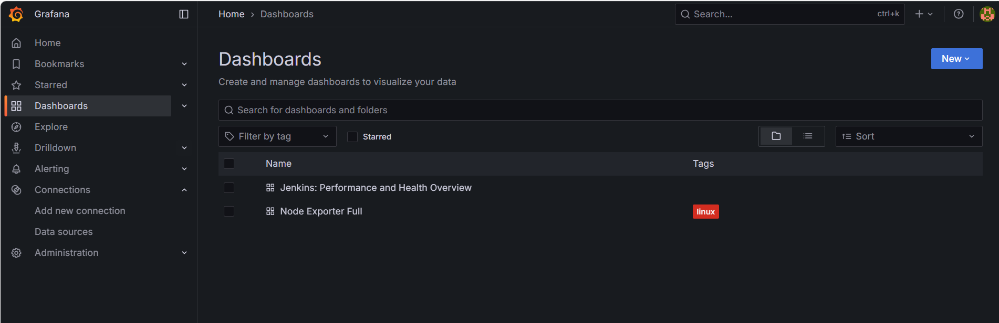 Grafana
Home › Dashboards
Search...
ctrl+k
Home
Bookmarks
Starred
Dashboards
Explore
Drilldown
Alerting
Connections
Add new connection
Data sources
Administration
Dashboards
New
Create and manage dashboards to visualize your data
Search for dashboards and folders
Filter by tag
Starred
Sort
Name
Tags
Jenkins: Performance and Health Overview
Node Exporter Full
linux